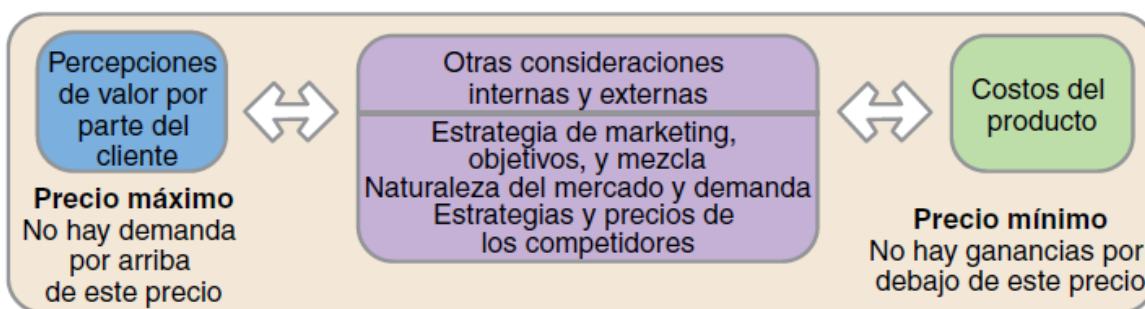 Percepciones
de valor por
parte del
cliente
Precio máximo
No hay demanda
por arriba
de este precio
Otras consideraciones
internas y externas
Estrategia de marketing,
objetivos, y mezcla
Naturaleza del mercado y demanda
Estrategias y precios de
los competidores
Costos del
producto
Precio mínimo
No hay ganancias por
debajo de este precio